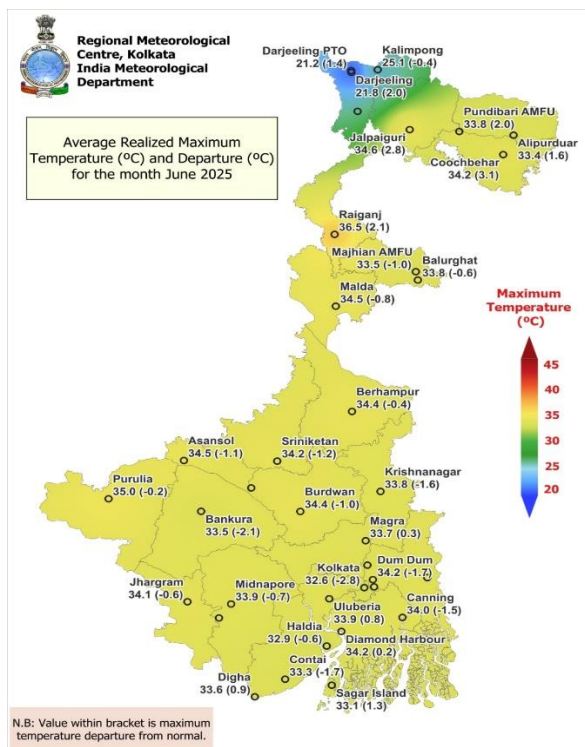 Regional Meteorological
Centre, Kolkata
India Meteorological
Department
Average Realized Maximum
Temperature (ºC) and Departure (ºC)
for the month June 2025
Darjeeling PTO
21.2 (1.4)
Kalimpong
25.1 (-0.4)
Darjeeling
21.8 (2.0)
Pundibari AMFU
33.8 (2.0)
Jalpaiguri
34.6 (2.8)
Alipurduar
33.4 (1.6)
Coochbehar
34.2 (3.1)
Raiganj
36.5 (2.1)
Majhian AMFU
33.5 (-1.0)
Balurghat
33.8 (-0.6)
Malda
34.5 (-0.8)
Maximum
Temperature
(ºC)
45
40
35
30
25
20
Berhampur
34.4 (-0.4)
Asansol
34.5 (-1.1)
Sriniketan
34.2 (-1.2)
Purulia
35.0 (-0.2)
Krishnanagar
33.8 (-1.6)
Burdwan
34.4 (-1.0)
Bankura
33.5 (-2.1)
Magra
33.7 (0.3)
Dum Dum
34.2 (-1.7)
Kolkata
32.6 (-2.8)
Jhargram
34.1 (-0.6)
Midnapore
33.9 (-0.7)
Canning
34.0 (-1.5)
Uluberia
33.9 (0.8)
Haldia
32.9 (-0.6)
Diamond Harbour
34.2 (0.2)
Contai
33.3 (-1.7)
Digha
33.6 (0.9)
Sagar Island
33.1 (1.3)
N.B: Value within bracket is maximum
temperature departure from normal.